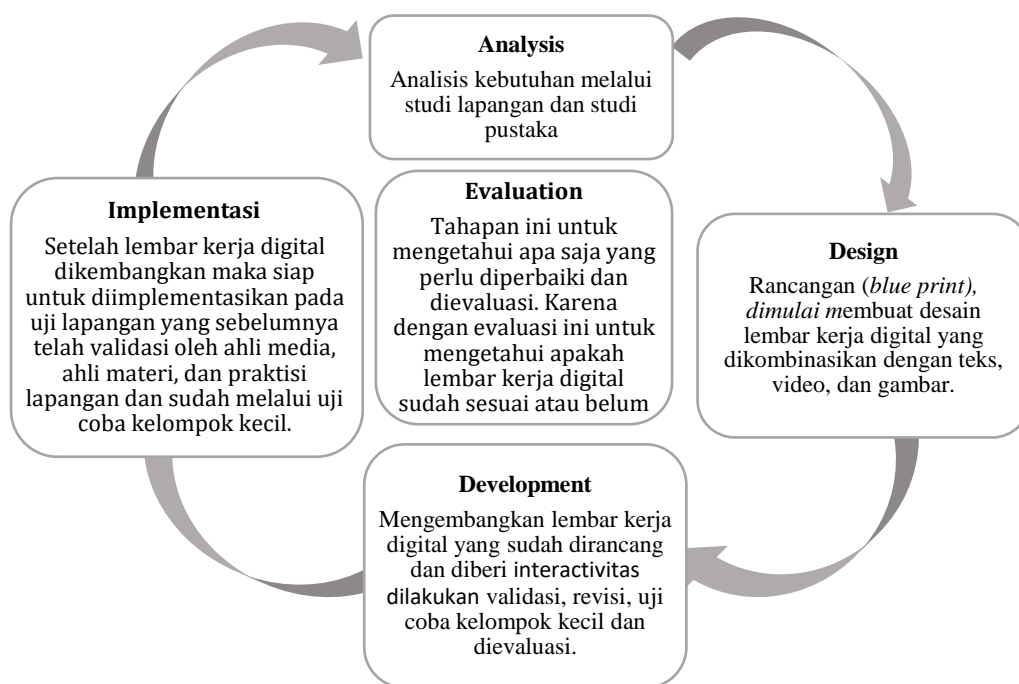 Analysis
Analisis kebutuhan melalui
studi lapangan dan studi
pustaka
Implementasi
Setelah lembar kerja digital
dikembangkan maka siap
untuk diimplementasikan pada
uji lapangan yang sebelumnya
telah validasi oleh ahli media,
ahli materi, dan praktisi
lapangan dan sudah melalui uji
coba kelompok kecil.
Evaluation
Tahapan ini untuk
mengetahui apa saja yang
perlu diperbaiki dan
dievaluasi. Karena
dengan evaluasi ini untuk
mengetahui apakah
lembar kerja digital
sudah sesuai atau belum
Design
Rancangan (blue print),
dimulai membuat desain
lembar kerja digital yang
dikombinasikan dengan teks,
video, dan gambar.
Development
Mengembangkan lembar kerja
digital yang sudah dirancang
dan diberi interactivitas
dilakukan validasi, revisi, uji
coba kelompok kecil dan
dievaluasi.